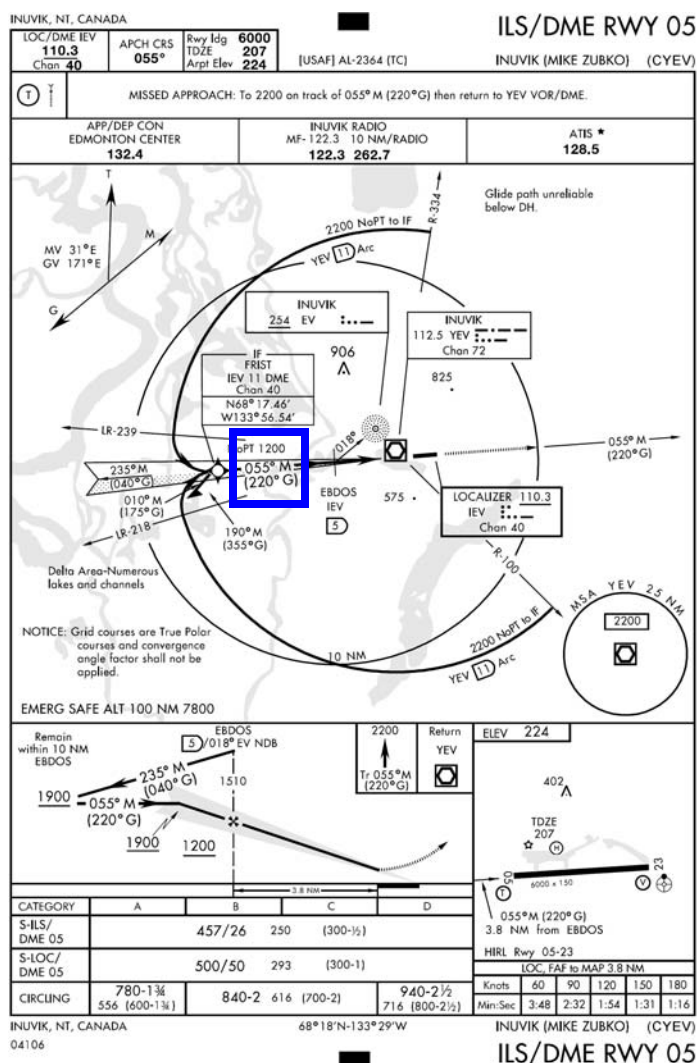 INUVIK, NT, CANADA
ILS/DME RWY 05
LOC/DME IEV
110.3
Chan 40
APCH CRS
055°
Rwy ldg 6000
TDZE 207
Arpt Elev 224
[USAF] AL-2364 (TC)
INUVIK (MIKE ZUBKO) (CYEV)
T
MISSED APPROACH: To 2200 on track of 055° M (220°G) then return to YEV VOR/DME.
APP/DEP CON
EDMONTON CENTER
132.4
INUVIK RADIO
MF- 122.3 10 NM/RADIO
122.3 262.7
ATIS ★
128.5
T
M
G
MV 31°E
GV 171°E
Glide path unreliable
below DH.
R-334
2200 NoPT to IF
YEV 11 Arc
INUVIK
254 EV
INUVIK
112.5 YEV
Chan 72
906
825
IF
FRIST
IEV 11 DME
Chan 40
N68° 17.46'
W133° 56.54'
LR-239
NoPT 1200
018°
055° M
(220° G)
055° M
(220°G)
235° M
(040°G)
010° M
(175°G)
LR-218
190° M
(355°G)
EBDOS
IEV
5
575
LOCALIZER 110.3
IEV
Chan 40
R-100
Delta Area-Numerous
lakes and channels
NOTICE: Grid courses are True Polar
courses and convergence
angle factor shall not be
applied.
10 NM
2200 NoPT to IF
YEV 11 Arc
MSA YEV 25 NM
2200
EMERG SAFE ALT 100 NM 7800
Remain
within 10 NM
EBDOS
EBDOS
5 /018° EV NDB
235° M
(040° G)
1510
1900
055° M
(220° G)
1900
1200
3.8 NM
2200
Tr 055°M
(220°G)
Return
YEV
ELEV 224
402
TDZE
207
H
05
23
6000 x 150
T
V
055°M (220°G)
3.8 NM from EBDOS
HIRL Rwy 05-23
CATEGORY A B C D
S-ILS/
DME 05 457/26 250 (300-½)
S-LOC/
DME 05 500/50 293 (300-1)
CIRCLING 780-1¾
556 (600-1¾) 840-2 616 (700-2) 940-2½
716 (800-2½)
LOC, FAF to MAP 3.8 NM
Knots 60 90 120 150 180
Min:Sec 3:48 2:32 1:54 1:31 1:16
INUVIK, NT, CANADA
68°18'N-133°29'W
INUVIK (MIKE ZUBKO) (CYEV)
04106
ILS/DME RWY 05